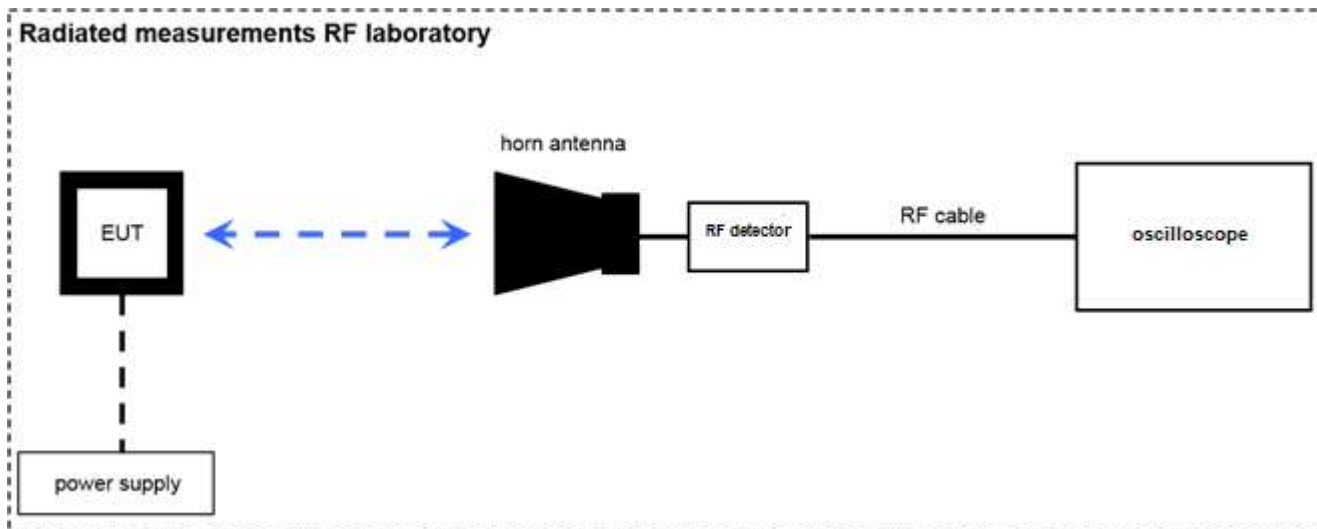 Radiated measurements RF laboratory
horn antenna
EUT
RF detector
RF cable
oscilloscope
power supply